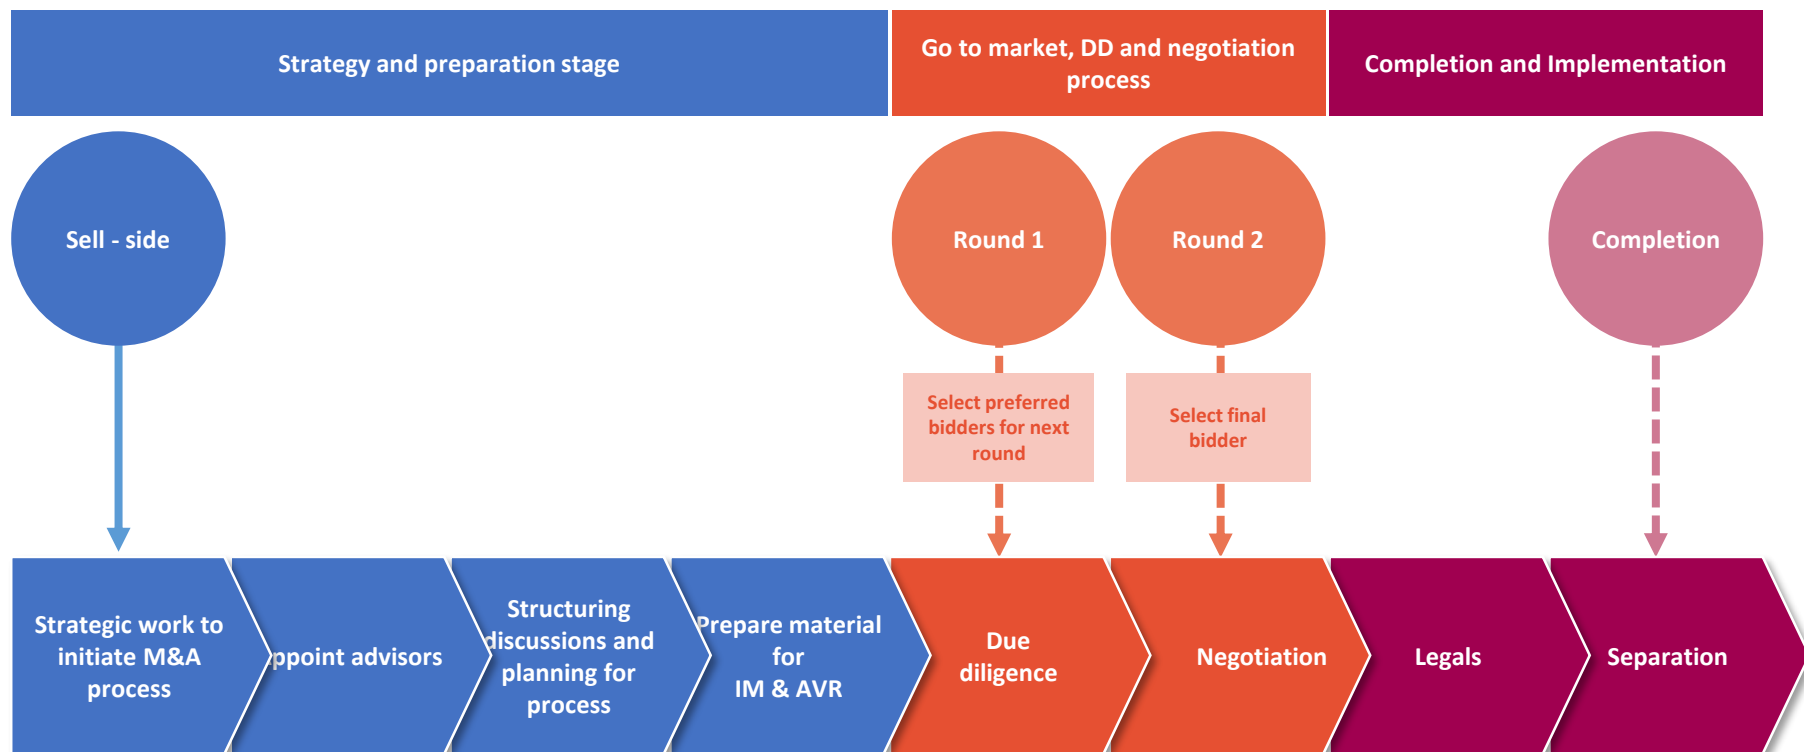 Strategy and preparation stage
Go to market, DD and negotiation
process
Completion and Implementation
Sell - side
Round 1
Round 2
Completion
Select preferred
bidders for next
round
Select final
bidder
Strategic work to
initiate M&A
process
ppoint advisors
Structuring
discussions and
planning for
process
Prepare material
for
IM & AVR
Due
diligence
Negotiation
Legals
Separation